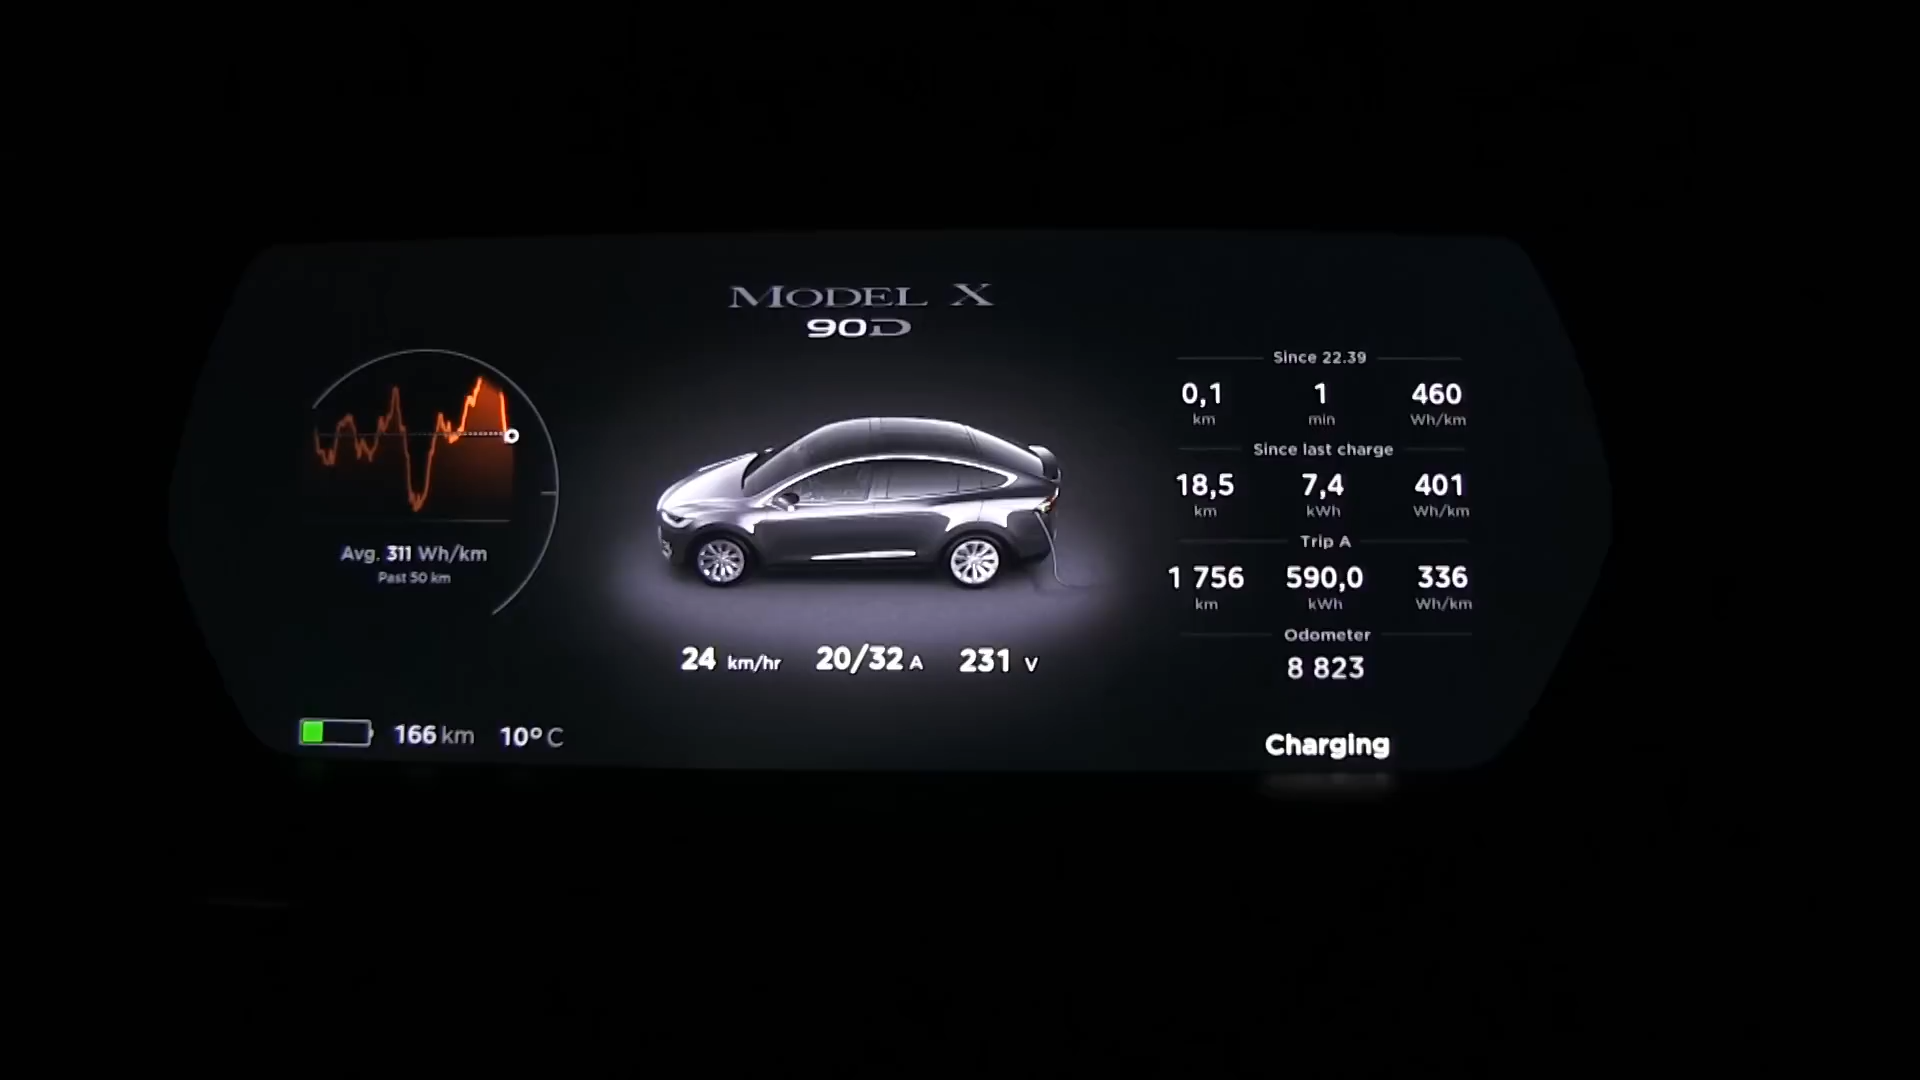 MODEL X
90D
Avg. 311 Wh/km
Past 50 km
24 km/hr 20/32 A 231 V
166 km 10° C
Since 22.39
0,1 1 460
km min Wh/km
Since last charge
18,5 7,4 401
km kWh Wh/km
Trip A
1 756 590,0 336
km kWh Wh/km
Odometer
8 823
Charging